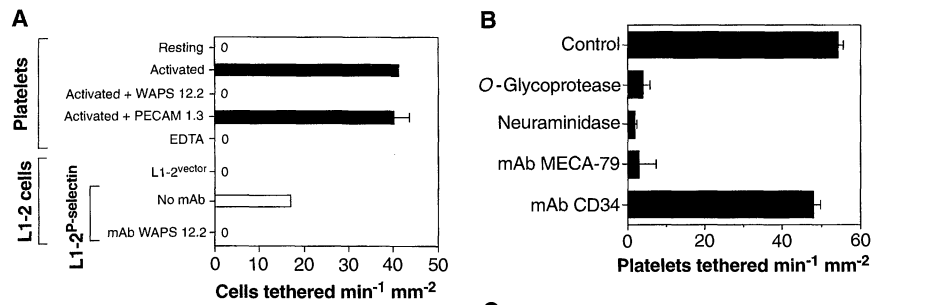 A
Platelets
Resting 0
Activated
Activated + WAPS 12.2 0
Activated + PECAM 1.3
EDTA 0
L1-2 cells
L1-2vector 0
L1-2P-selectin
No mAb
mAb WAPS 12.2 0
0 10 20 30 40 50
Cells tethered min-1 mm-2
B
Control
O-Glycoprotease
Neuraminidase
mAb MECA-79
mAb CD34
0 20 40 60
Platelets tethered min-1 mm-2